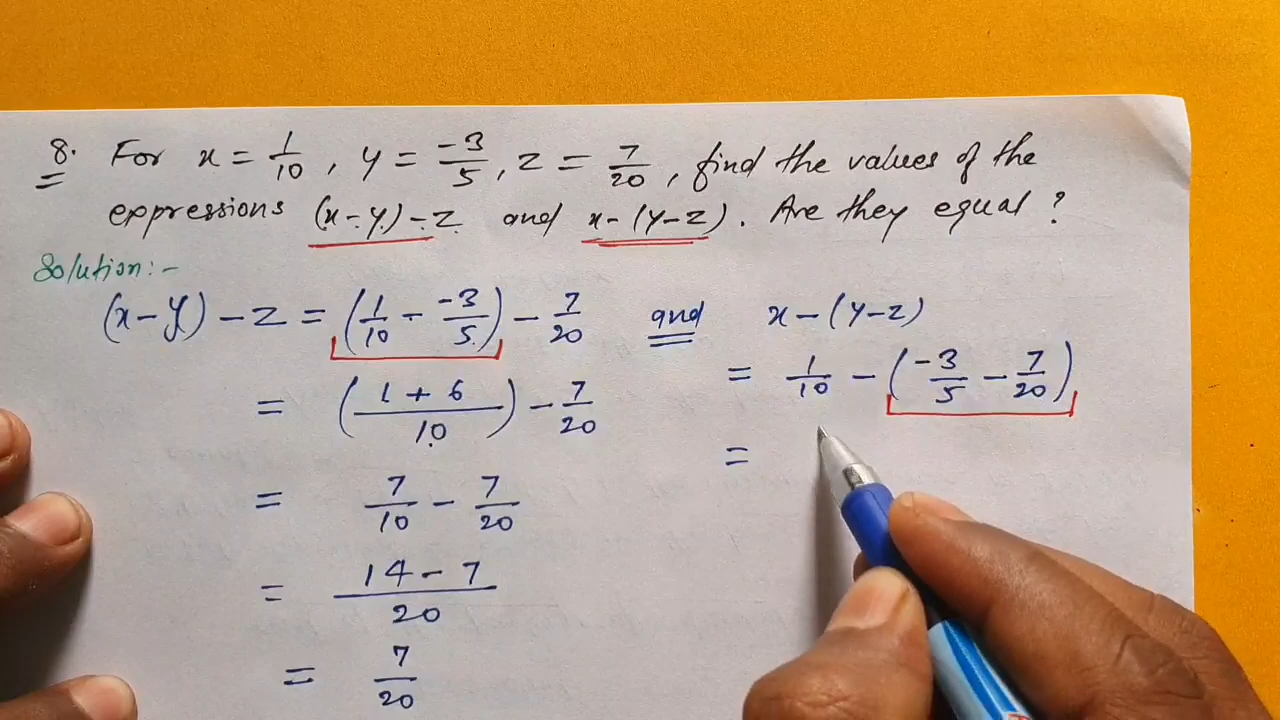 8. For x = 1/10, y = -3/5, z = 7/20, find the values of the
expressions (x-y)-z and x-(y-z). Are they equal?
Solution:-
(x-y)-z = (1/10 - -3/5) - 7/20 and x-(y-z)
= 1/10 - (-3/5 - 7/20)
= ((1+6)/10) - 7/20
=
= 7/10 - 7/20
= (14-7)/20
= 7/20